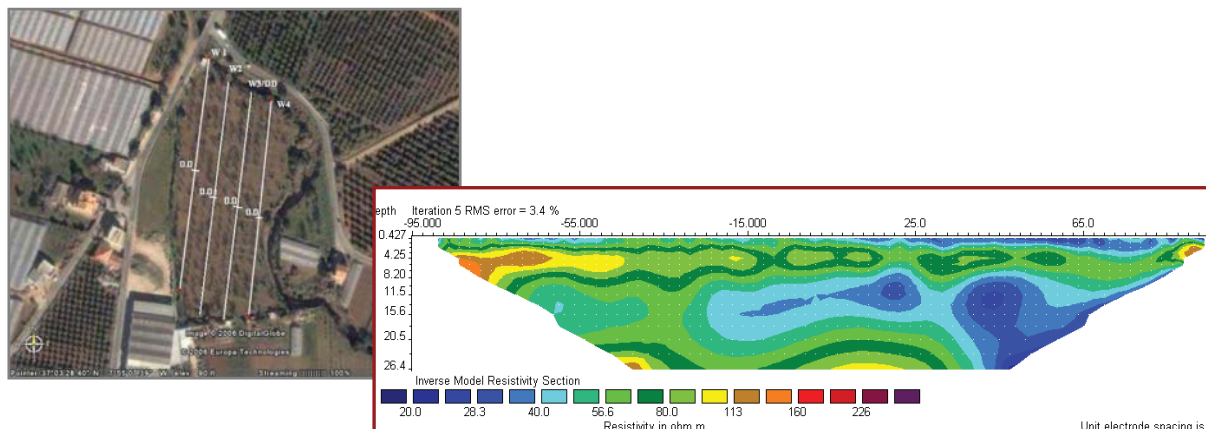 W 1
W2
W3/GD
W4
0.0
0.0
0.0
0.0
Image © 2006 DigitalGlobe
© 2006 Europa Technologies
Streaming 100%
epth Iteration 5 RMS error = 3.4 %
-95.000 -55.000 -15.000 25.0 65.0
0.427
4.25
8.20
11.5
15.6
20.5
26.4
Inverse Model Resistivity Section
20.0 28.3 40.0 56.6 80.0 113 160 226
Resistivity in ohm.m
Unit electrode spacing is